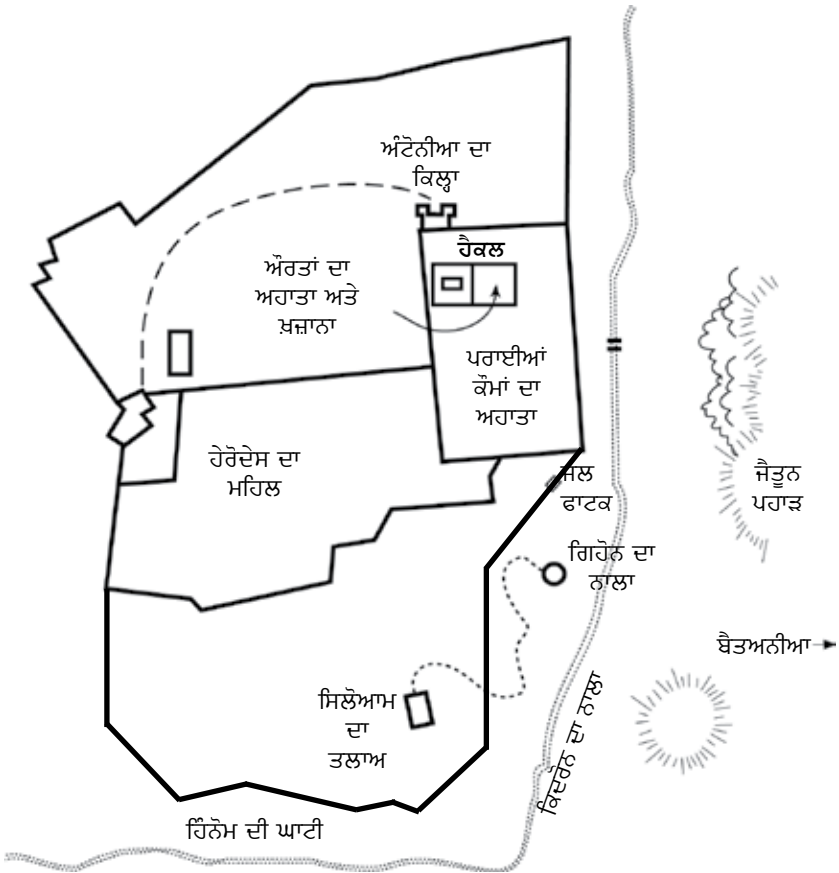 ਅੰਟੋਨੀਆ ਦਾ
ਕਿਲ੍ਹਾ
ਹੈਕਲ
ਔਰਤਾਂ ਦਾ
ਅਹਾਤਾ ਅਤੇ
ਖ਼ਜ਼ਾਨਾ
ਪਰਾਈਆਂ
ਕੌਮਾਂ ਦਾ
ਅਹਾਤਾ
ਹੇਰੋਦੇਸ ਦਾ
ਮਹਿਲ
ਜਲ
ਫਾਟਕ
ਜੈਤੂਨ
ਪਹਾੜ
ਗਿਹੋਨ ਦਾ
ਨਾਲਾ
ਬੈਤਅਨੀਆ
ਸਿਲੋਆਮ
ਦਾ
ਤਲਾਅ
ਕਿਦਰੋਨ ਦਾ ਨਾਲਾ
ਹਿੰਨੋਮ ਦੀ ਘਾਟੀ